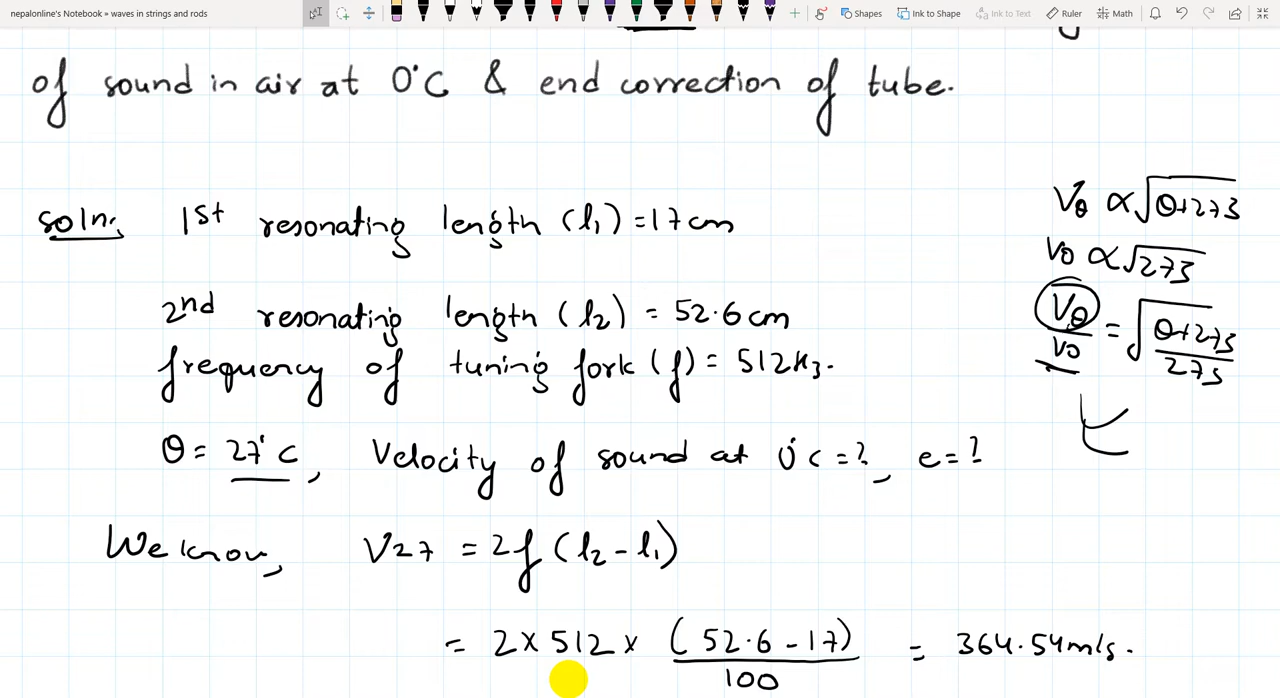 nepalonline's Notebook » waves in strings and rods
Shapes Ink to Shape Ink to Text Ruler Math
of sound in air at 0°C & end correction of tube.
soln: 1st resonating length (l1) = 17cm
2nd resonating length (l2) = 52.6cm
frequency of tuning fork (f) = 512Hz.
θ = 27°C, Velocity of sound at 0°C = ?, e = ?
We know, V27 = 2f (l2 - l1)
= 2 × 512 × (52.6 - 17) / 100 = 364.54m/s.
Vθ ∝ √θ+273
V0 ∝ √273
Vθ / V0 = √θ+273 / 273